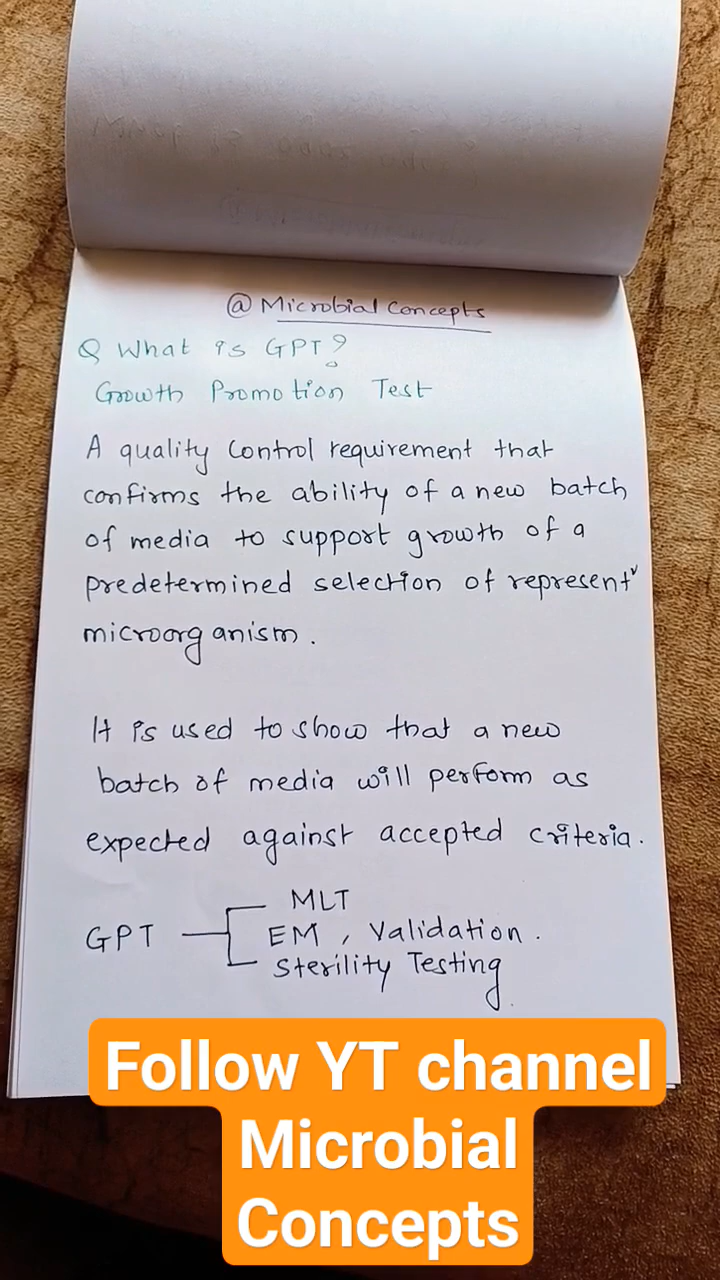 @ Microbial Concepts
Q What is GPT?
Growth Promotion Test
A quality control requirement that
confirms the ability of a new batch
of media to support growth of a
predetermined selection of represent"
microorganism.
It is used to show that a new
batch of media will perform as
expected against accepted criteria.
MLT
GPT EM, Validation.
Sterility Testing
Follow YT channel
Microbial
Concepts